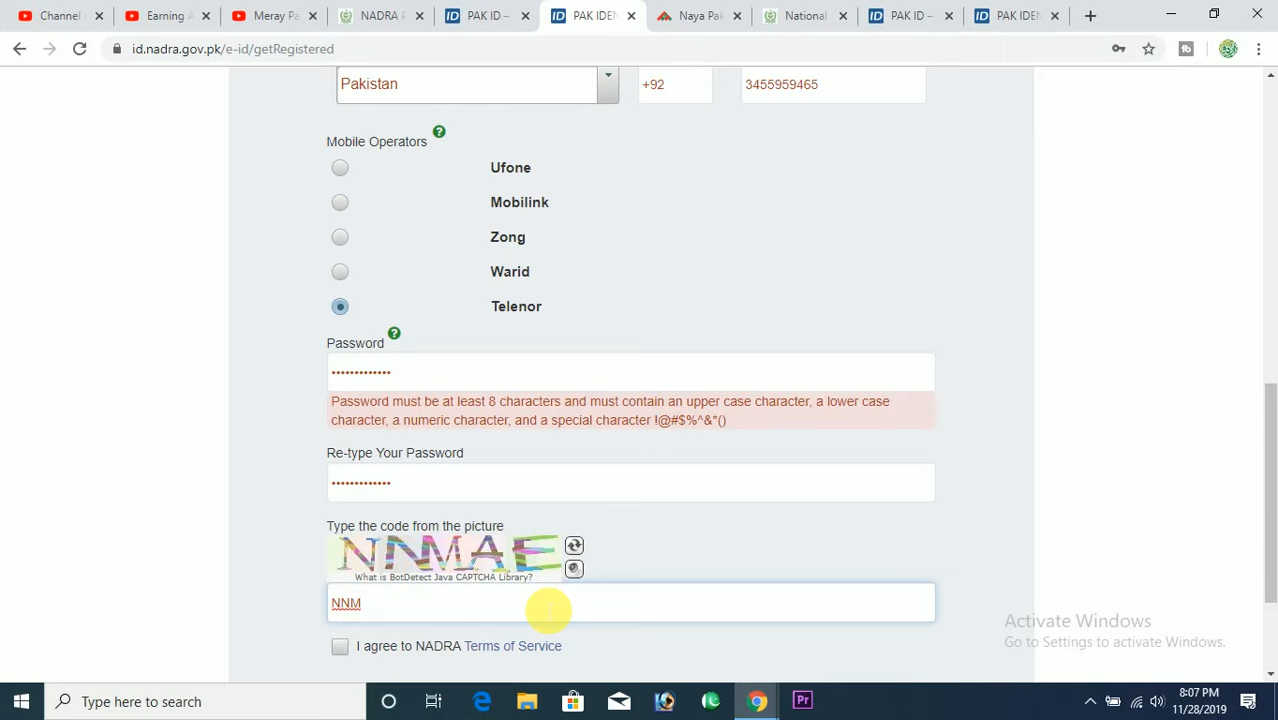 Channel
Earning A
Meray Pa
NADRA P
PAK ID –
PAK IDEN
Naya Pak
National
PAK ID –
PAK IDEN
id.nadra.gov.pk/e-id/getRegistered
Pakistan
+92
3455959465
Mobile Operators
Ufone
Mobilink
Zong
Warid
Telenor
Password
Password must be at least 8 characters and must contain an upper case character, a lower case
character, a numeric character, and a special character !@#$%^&*()
Re-type Your Password
Type the code from the picture
NNMAE
What is BotDetect Java CAPTCHA Library?
NNM
I agree to NADRA Terms of Service
Activate Windows
Go to Settings to activate Windows.
Type here to search
Pr
8:07 PM
11/28/2019